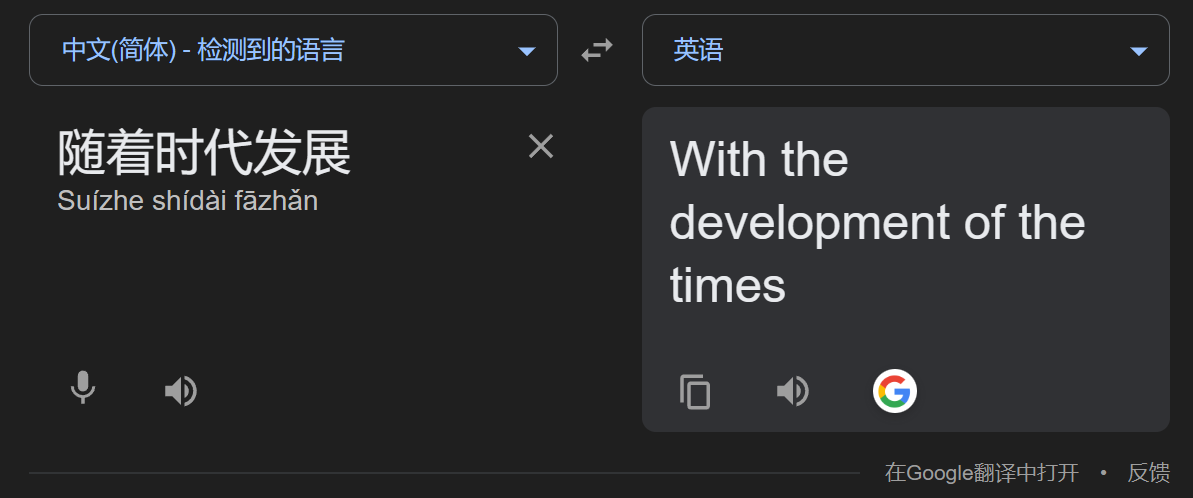 中文(简体) - 检测到的语言
英语
随着时代发展
Suízhe shídài fāzhǎn
With the
development of the
times
在Google翻译中打开 • 反馈